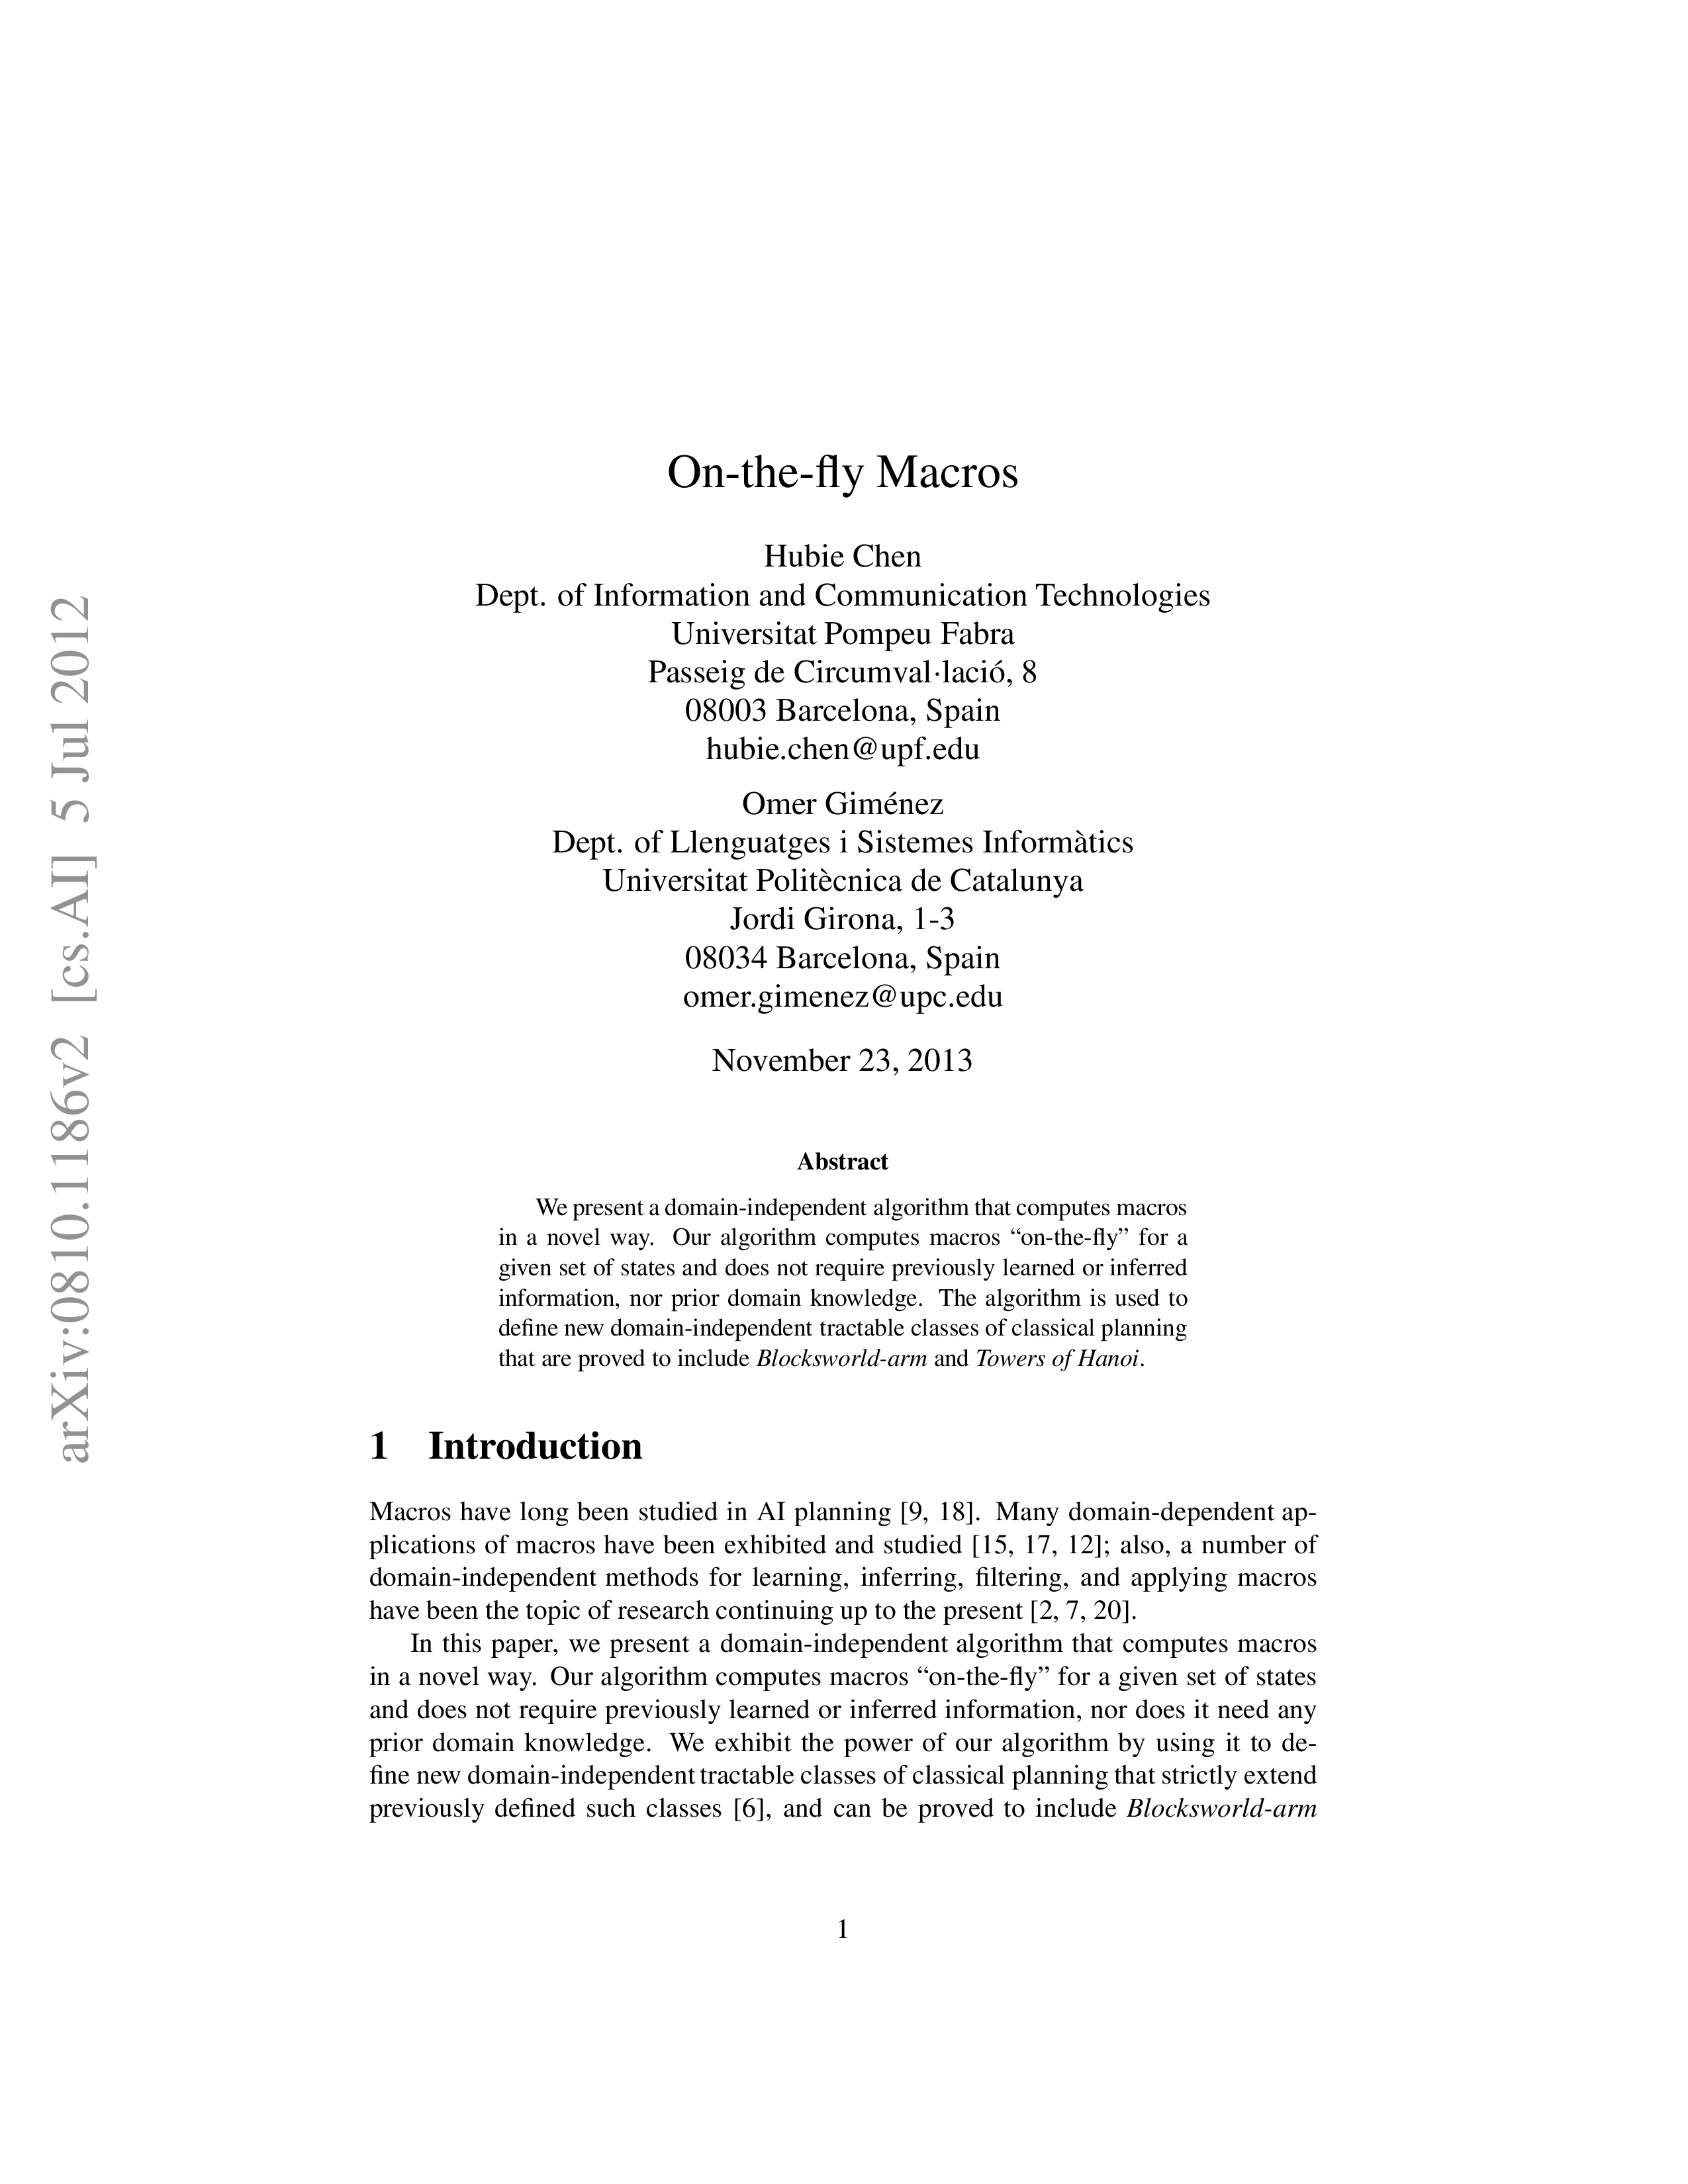 On-the-fly Macros
Hubie Chen
Dept. of Information and Communication Technologies
Universitat Pompeu Fabra
Passeig de Circumval·lació, 8
08003 Barcelona, Spain
hubie.chen@upf.edu
Omer Giménez
Dept. of Llenguatges i Sistemes Informàtics
Universitat Politècnica de Catalunya
Jordi Girona, 1-3
08034 Barcelona, Spain
omer.gimenez@upc.edu
November 23, 2013
Abstract
We present a domain-independent algorithm that computes macros
in a novel way. Our algorithm computes macros “on-the-fly” for a
given set of states and does not require previously learned or inferred
information, nor prior domain knowledge. The algorithm is used to
define new domain-independent tractable classes of classical planning
that are proved to include Blocksworld-arm and Towers of Hanoi.
1 Introduction
Macros have long been studied in AI planning [9, 18]. Many domain-dependent ap-
plications of macros have been exhibited and studied [15, 17, 12]; also, a number of
domain-independent methods for learning, inferring, filtering, and applying macros
have been the topic of research continuing up to the present [2, 7, 20].
In this paper, we present a domain-independent algorithm that computes macros
in a novel way. Our algorithm computes macros “on-the-fly” for a given set of states
and does not require previously learned or inferred information, nor does it need any
prior domain knowledge. We exhibit the power of our algorithm by using it to de-
fine new domain-independent tractable classes of classical planning that strictly extend
previously defined such classes [6], and can be proved to include Blocksworld-arm
1
arXiv:0810.1186v2 [cs.AI] 5 Jul 2012